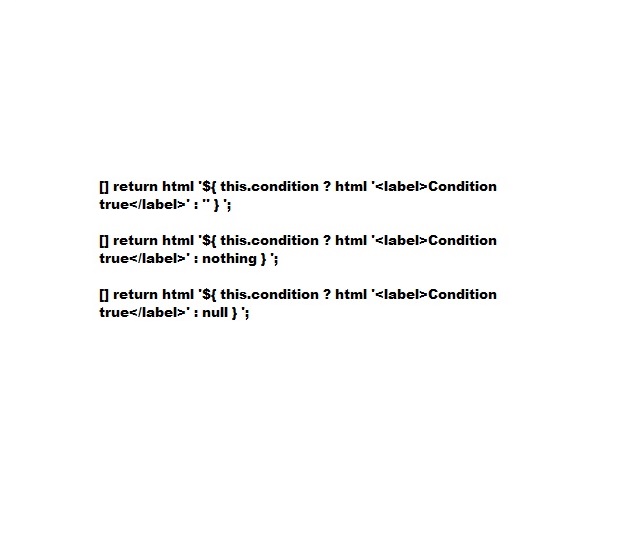 [] return html '${ this.condition ? html '<label>Condition
true</label>' : '' } ';
[] return html '${ this.condition ? html '<label>Condition
true</label>' : nothing } ';
[] return html '${ this.condition ? html '<label>Condition
true</label>' : null } ';